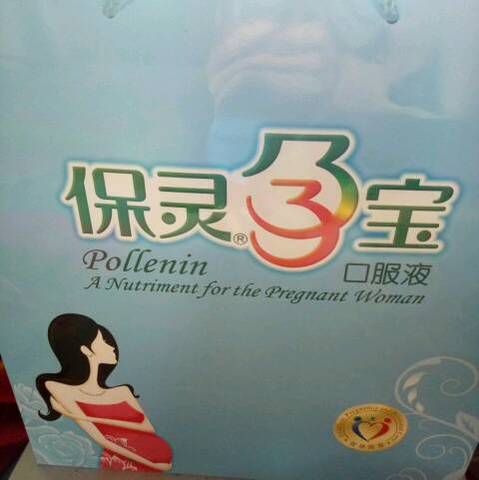 保灵孕宝
®
Pollenin
口服液
A Nutriment for the Pregnant Woman